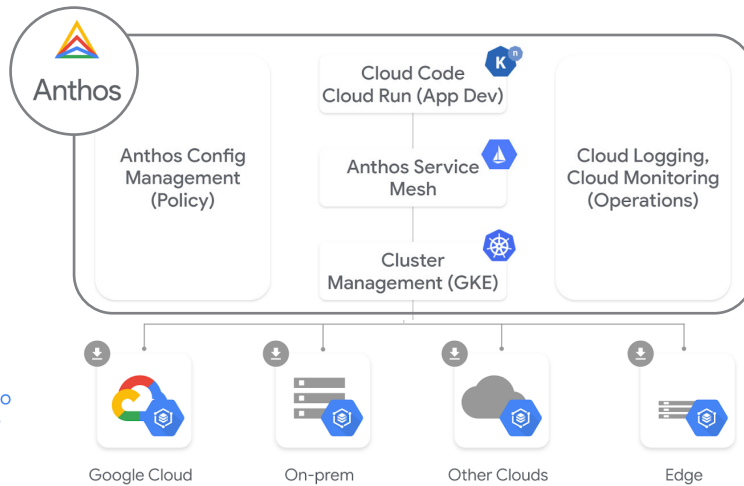 Anthos
Cloud Code
Cloud Run (App Dev)
K
n
Anthos Config
Management
(Policy)
Anthos Service
Mesh
Cloud Logging,
Cloud Monitoring
(Operations)
Cluster
Management (GKE)
o
Google Cloud
On-prem
Other Clouds
Edge